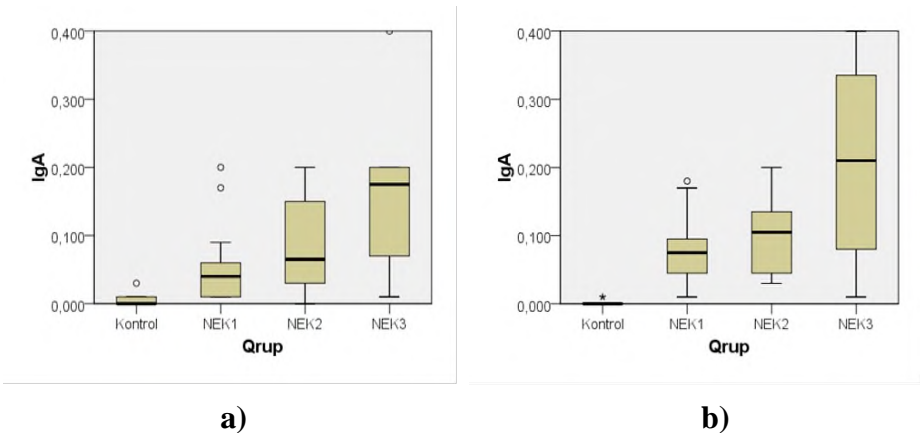 0,400
0,300
0,200
0,100
0,000
IgA
Kontrol NEK1 NEK2 NEK3
Qrup
a)
0,400
0,300
0,200
0,100
0,000
IgA
Kontrol NEK1 NEK2 NEK3
Qrup
b)